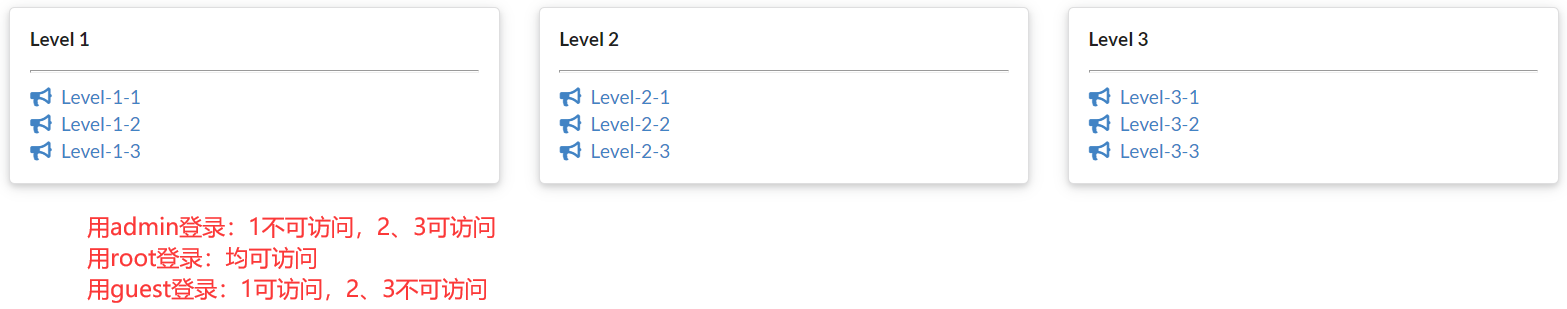 Level 1
Level-1-1
Level-1-2
Level-1-3
Level 2
Level-2-1
Level-2-2
Level-2-3
Level 3
Level-3-1
Level-3-2
Level-3-3
用admin登录：1不可访问，2、3可访问
用root登录：均可访问
用guest登录：1可访问，2、3不可访问